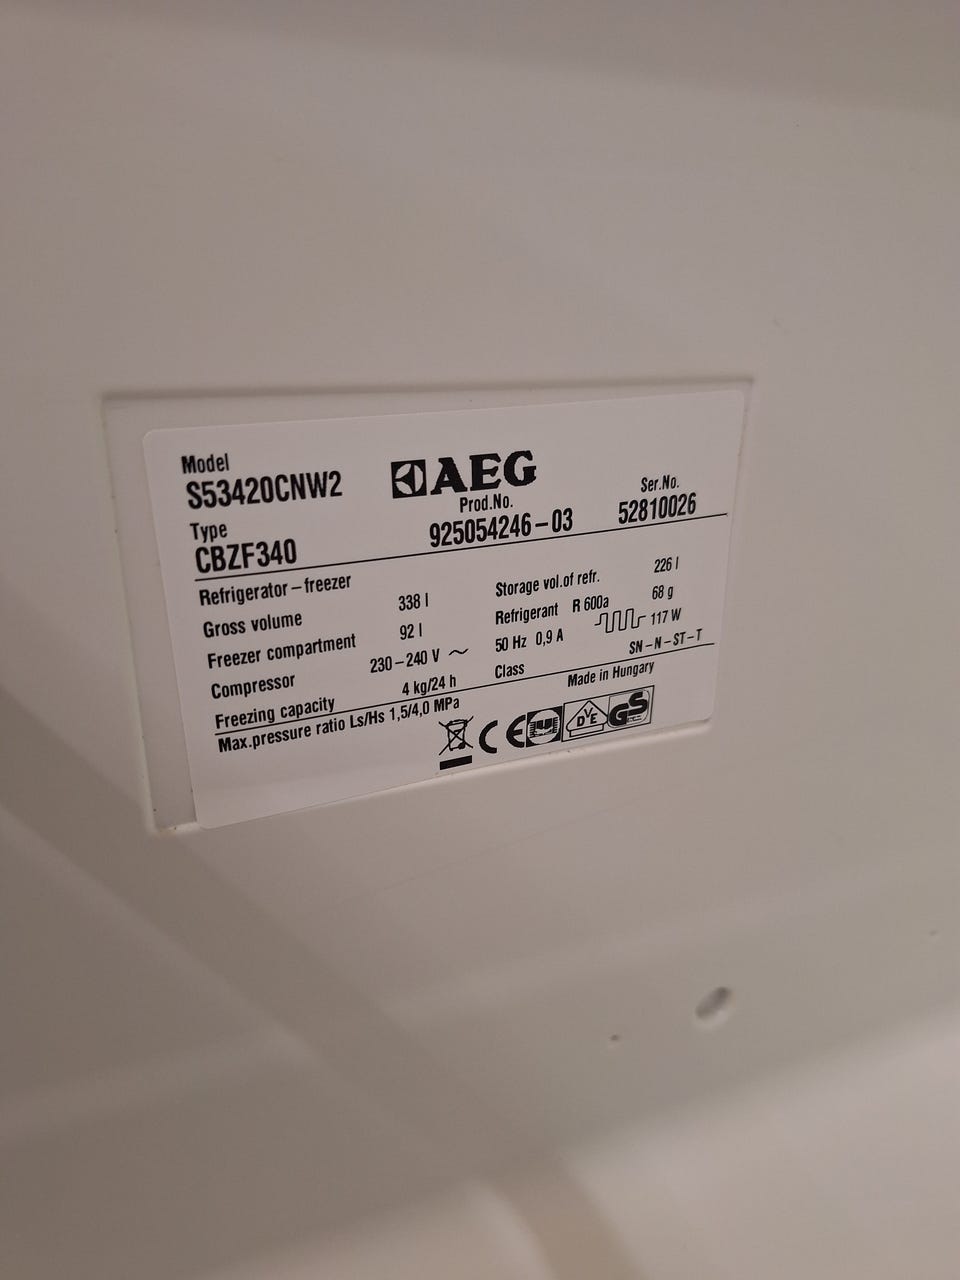 Model
S53420CNW2
AEG
Prod.No.
925054246-03
Ser.No.
52810026
Type
CBZF340
Refrigerator-freezer
Gross volume 338 l
Storage vol.of refr. 226 l
Freezer compartment 92 l
Refrigerant R 600a 68 g
Compressor 230-240 V ~ 50 Hz 0,9 A 117 W
Freezing capacity 4 kg/24 h
Class SN-N-ST-T
Max.pressure ratio Ls/Hs 1,5/4,0 MPa
Made in Hungary
CE
DVE
GS